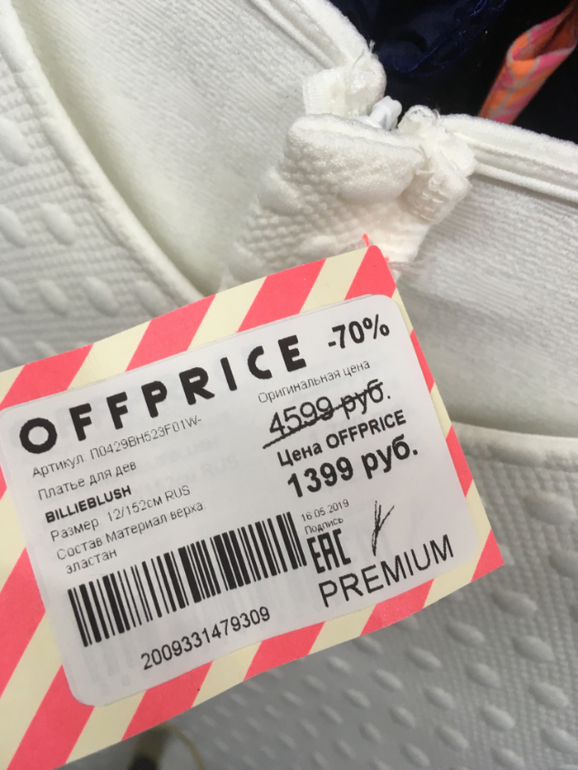 OFFPRICE -70%
Артикул: П0429BH523F01W-
Платье для дев
BILLIEBLUSH
Размер 12/152см RUS
Состав Материал верха
эластан
Оригинальная цена
4599 руб.
Цена OFFPRICE
1399 руб.
16.05.2019
Подпись
EAC
PREMIUM
2009331479309